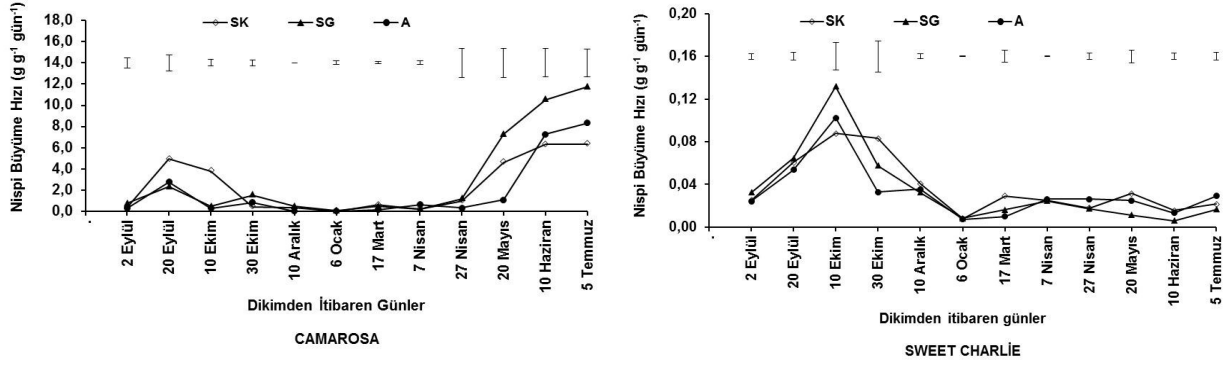 Nispi Büyüme Hızı (g g⁻¹ gün⁻¹)
SK SG A
18,0
16,0
14,0
12,0
10,0
8,0
6,0
4,0
2,0
0,0
2 Eylül
20 Eylül
10 Ekim
30 Ekim
10 Aralık
6 Ocak
17 Mart
7 Nisan
27 Nisan
20 Mayıs
10 Haziran
5 Temmuz
Dikimden İtibaren Günler
CAMAROSA
Nispi Büyüme Hızı (g g⁻¹ gün⁻¹)
SK SG A
0,20
0,16
0,12
0,08
0,04
0,00
2 Eylül
20 Eylül
10 Ekim
30 Ekim
10 Aralık
6 Ocak
17 Mart
7 Nisan
27 Nisan
20 Mayıs
10 Haziran
5 Temmuz
Dikimden itibaren günler
SWEET CHARLİE